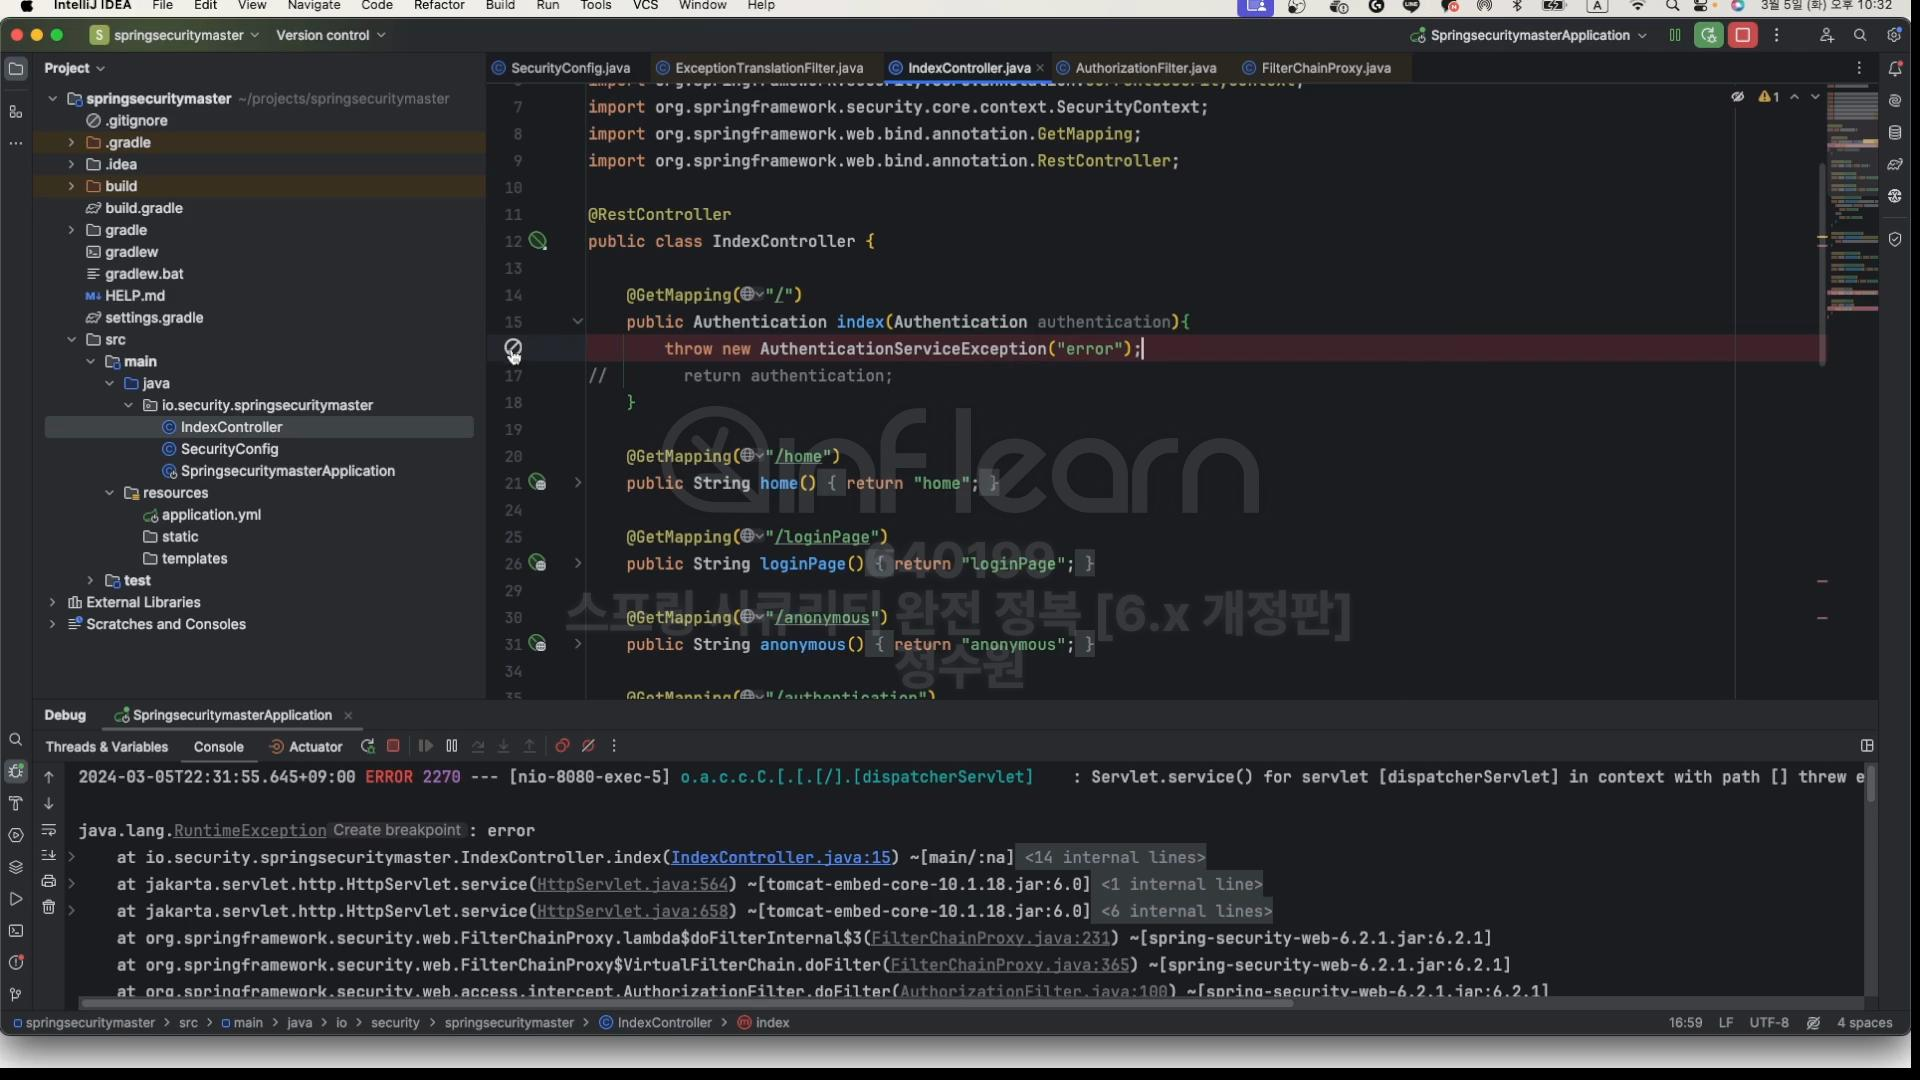 IntelliJ IDEA File Edit View Navigate Code Refactor Build Run Tools VCS Window Help A 3월 5일 (화) 오후 10:32
S springsecuritymaster Version control SpringsecuritymasterApplication
Project
SecurityConfig.java ExceptionTranslationFilter.java IndexController.java AuthorizationFilter.java FilterChainProxy.java
springsecuritymaster ~/projects/springsecuritymaster
.gitignore
.gradle
.idea
build
build.gradle
gradle
gradlew
gradlew.bat
HELP.md
settings.gradle
src
main
java
io.security.springsecuritymaster
IndexController
SecurityConfig
SpringsecuritymasterApplication
resources
application.yml
static
templates
test
External Libraries
Scratches and Consoles
1
7 import org.springframework.security.core.context.SecurityContext;
8 import org.springframework.web.bind.annotation.GetMapping;
9 import org.springframework.web.bind.annotation.RestController;
10
11 @RestController
12 public class IndexController {
13
14 @GetMapping("/")
15 public Authentication index(Authentication authentication){
throw new AuthenticationServiceException("error");
17 // return authentication;
18 }
19
20 @GetMapping("/home")
21 public String home() { return "home"; }
24
25 @GetMapping("/loginPage")
26 public String loginPage() { return "loginPage"; }
29
30 @GetMapping("/anonymous")
31 public String anonymous() { return "anonymous"; }
34
35 @GetMapping("/authentication")
inflearn
640199
스프링 시큐리티 완전 정복 [6.x 개정판]
정수원
Debug SpringsecuritymasterApplication
Threads & Variables Console Actuator
2024-03-05T22:31:55.645+09:00 ERROR 2270 --- [nio-8080-exec-5] o.a.c.c.C.[.[.[/].[dispatcherServlet] : Servlet.service() for servlet [dispatcherServlet] in context with path [] threw e
java.lang.RuntimeException Create breakpoint : error
at io.security.springsecuritymaster.IndexController.index(IndexController.java:15) ~[main/:na] <14 internal lines>
at jakarta.servlet.http.HttpServlet.service(HttpServlet.java:564) ~[tomcat-embed-core-10.1.18.jar:6.0] <1 internal line>
at jakarta.servlet.http.HttpServlet.service(HttpServlet.java:658) ~[tomcat-embed-core-10.1.18.jar:6.0] <6 internal lines>
at org.springframework.security.web.FilterChainProxy.lambda$doFilterInternal$3(FilterChainProxy.java:231) ~[spring-security-web-6.2.1.jar:6.2.1]
at org.springframework.security.web.FilterChainProxy$VirtualFilterChain.doFilter(FilterChainProxy.java:365) ~[spring-security-web-6.2.1.jar:6.2.1]
at org.springframework.security.web.access.intercept.AuthorizationFilter.doFilter(AuthorizationFilter.java:100) ~[spring-security-web-6.2.1.jar:6.2.1]
springsecuritymaster > src > main > java > io > security > springsecuritymaster > IndexController > index 16:59 LF UTF-8 4 spaces